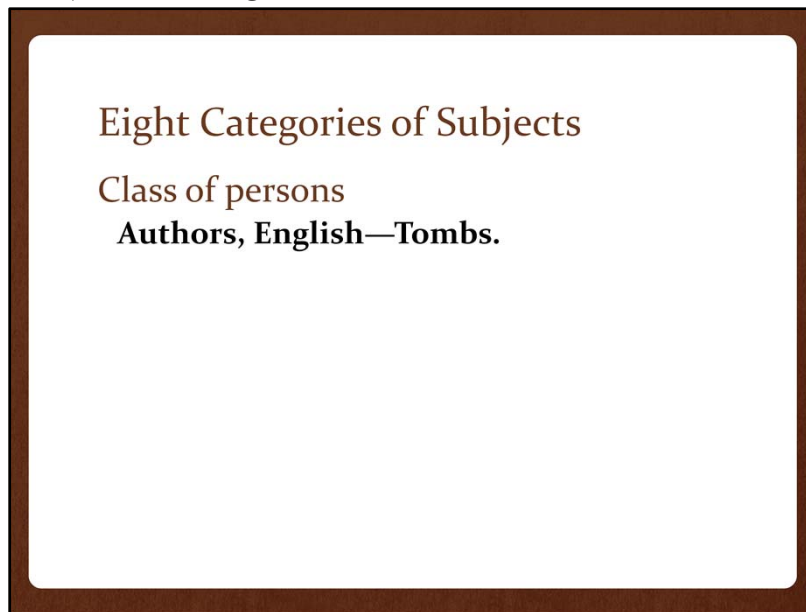 Eight Categories of Subjects
Class of persons
Authors, English—Tombs.